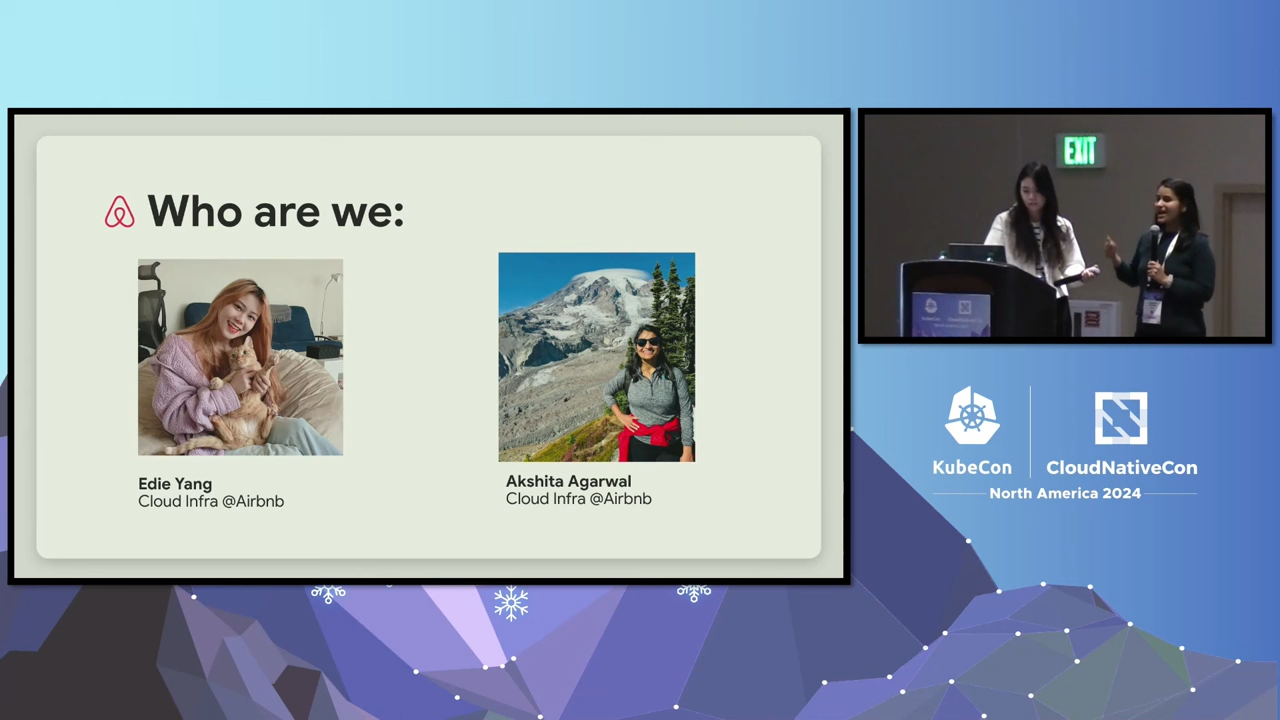 Who are we:
Edie Yang
Cloud Infra @Airbnb
Akshita Agarwal
Cloud Infra @Airbnb
EXIT
KubeCon
CloudNativeCon
North America 2024